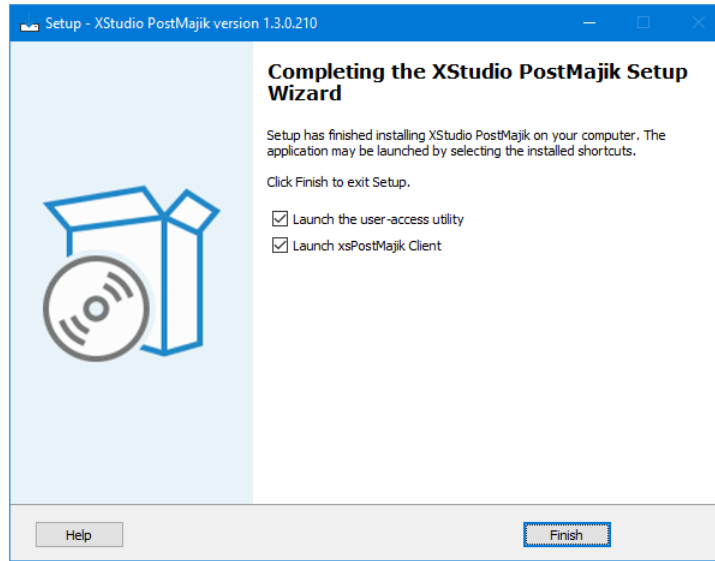 Setup - XStudio PostMajik version 1.3.0.210
Completing the XStudio PostMajik Setup
Wizard
Setup has finished installing XStudio PostMajik on your computer. The
application may be launched by selecting the installed shortcuts.
Click Finish to exit Setup.
Launch the user-access utility
Launch xsPostMajik Client
Help
Finish